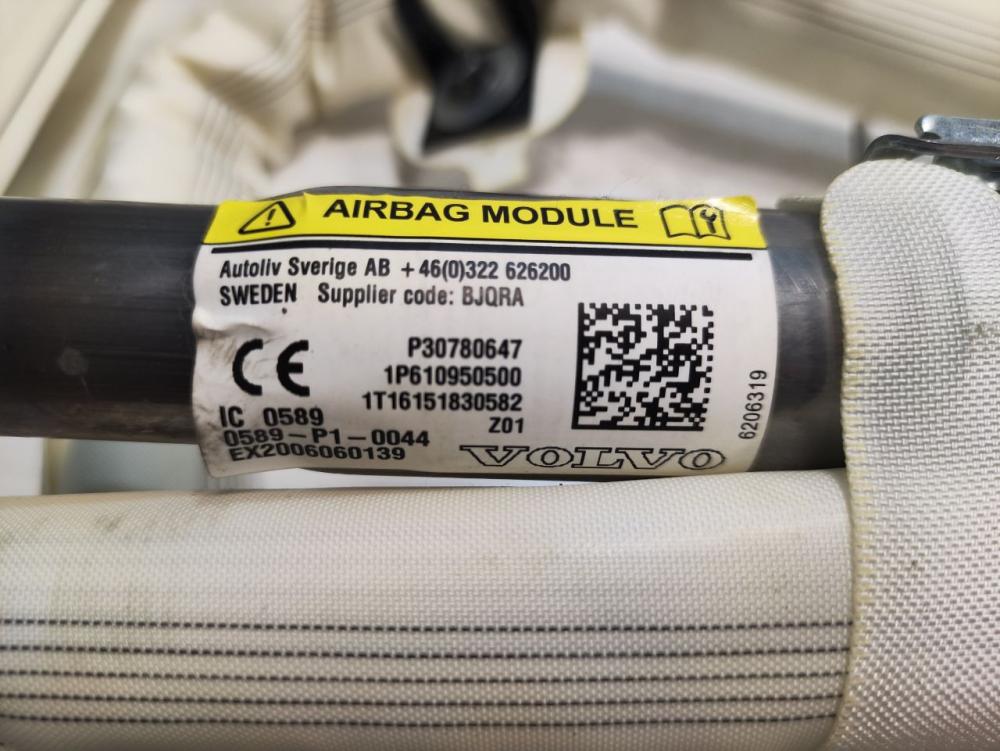 AIRBAG MODULE
Autoliv Sverige AB +46(0)322 626200
SWEDEN Supplier code: BJQRA
P30780647
1P610950500
1T16151830582
Z01
CE
IC 0589
0589-P1-0044
EX2006060139
VOLVO
6206319